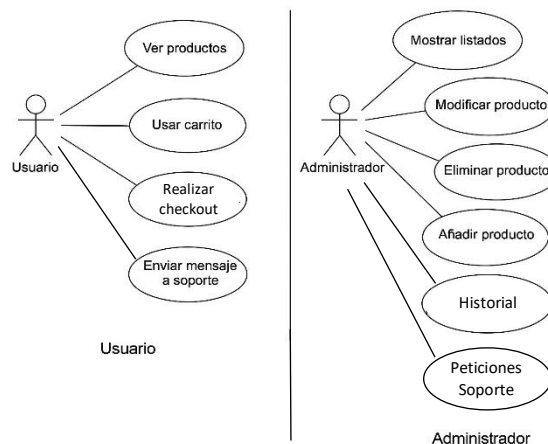 Ver productos
Usar carrito
Usuario
Realizar
checkout
Enviar mensaje
a soporte
Usuario
Mostrar listados
Modificar producto
Administrador
Eliminar producto
Añadir producto
Historial
Peticiones
Soporte
Administrador